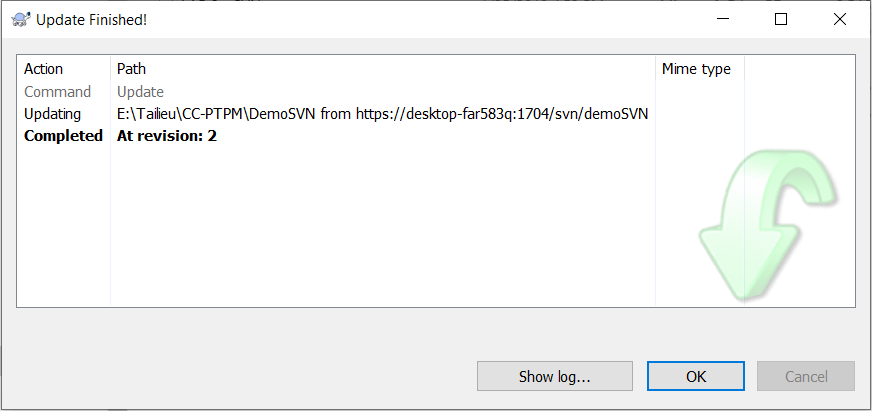 Update Finished!
Action Path Mime type
Command Update
Updating E:\Tailieu\CC-PTPM\DemoSVN from https://desktop-far583q:1704/svn/demoSVN
Completed At revision: 2
Show log... OK Cancel